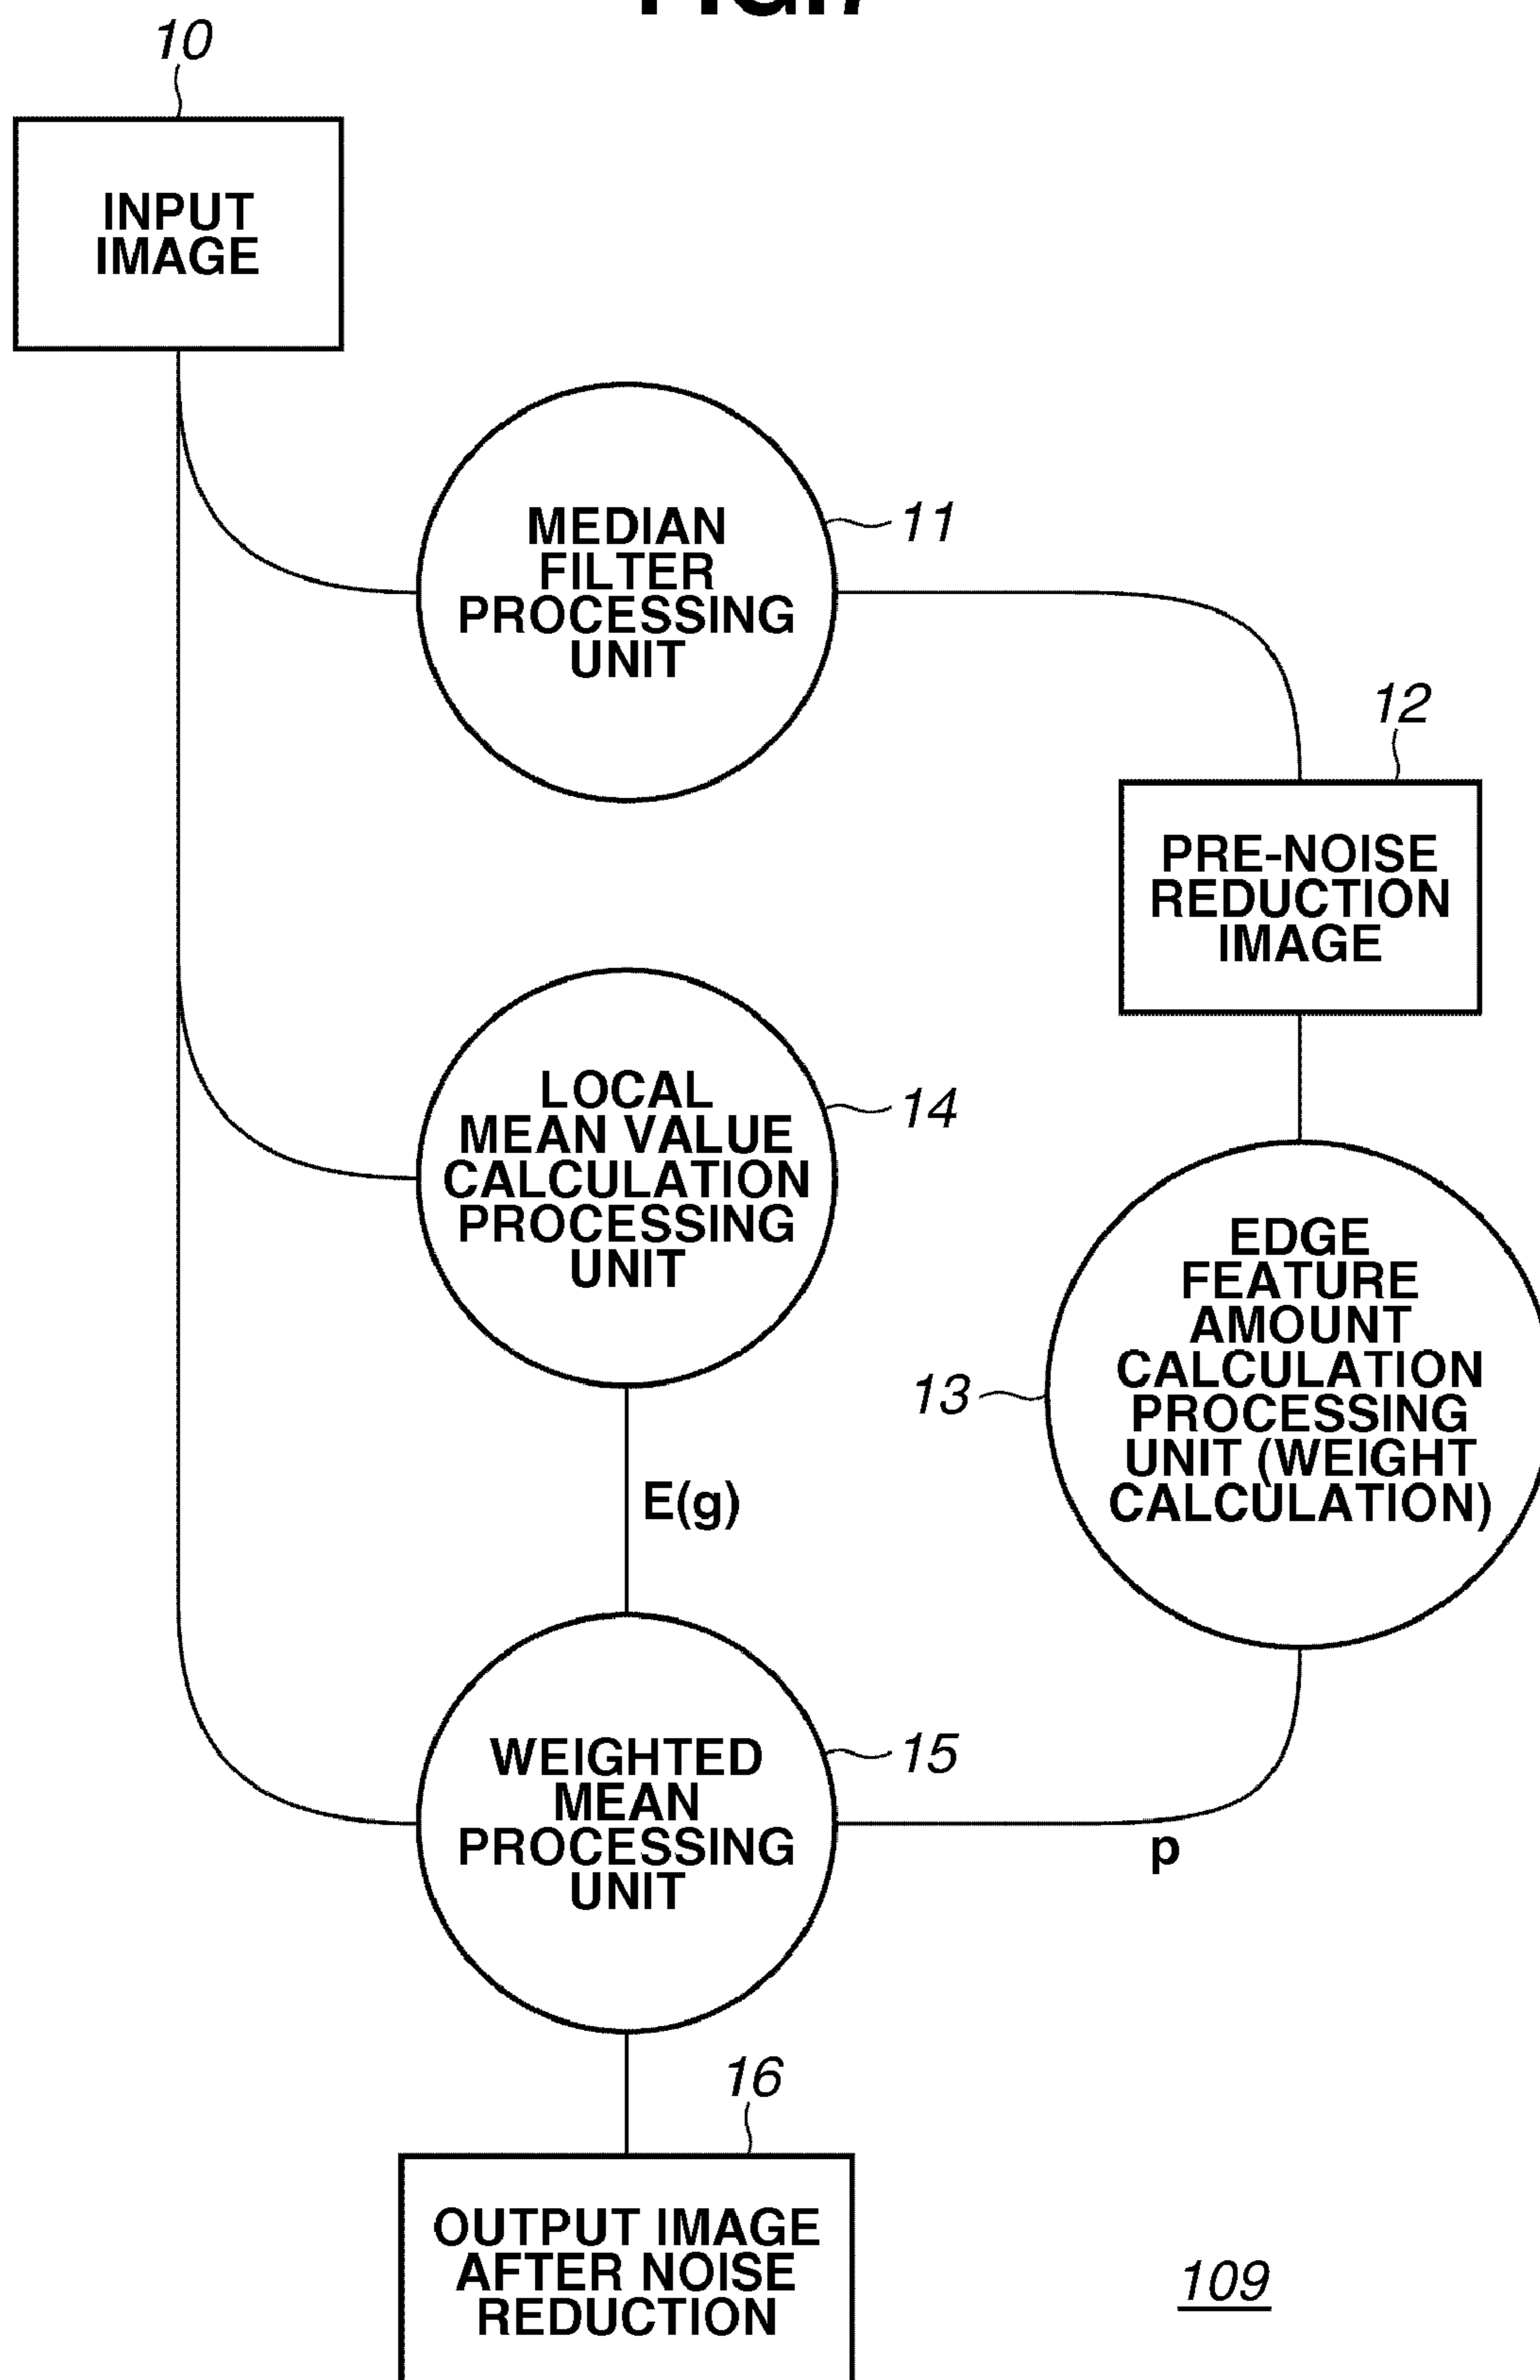 10
INPUT
IMAGE
MEDIAN
FILTER
PROCESSING
UNIT
11
12
PRE-NOISE
REDUCTION
IMAGE
LOCAL
MEAN VALUE
CALCULATION
PROCESSING
UNIT
14
EDGE
FEATURE
AMOUNT
CALCULATION
PROCESSING
UNIT (WEIGHT
CALCULATION)
13
E(g)
WEIGHTED
MEAN
PROCESSING
UNIT
15
p
16
OUTPUT IMAGE
AFTER NOISE
REDUCTION
109